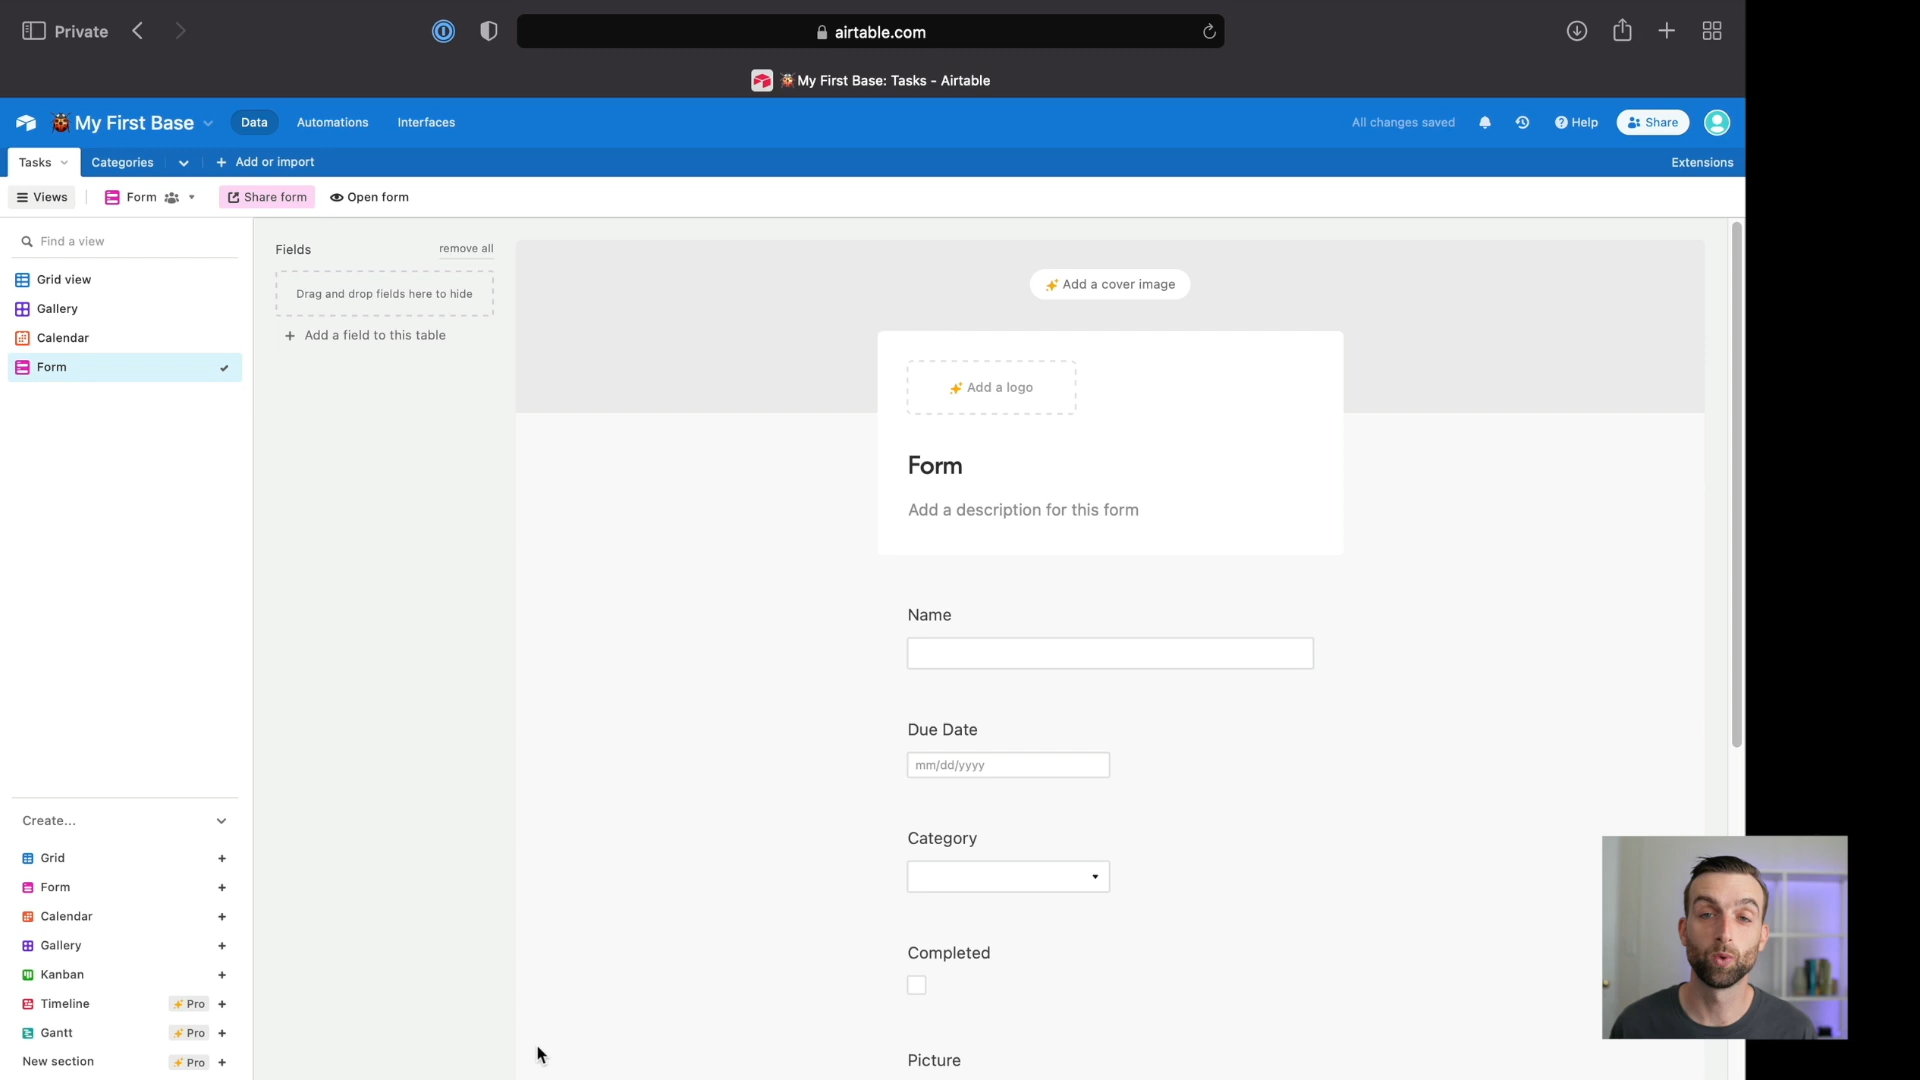 Private
airtable.com
My First Base: Tasks - Airtable
My First Base
Data
Automations
Interfaces
All changes saved
Help
Share
Tasks
Categories
Add or import
Extensions
Views
Form
Share form
Open form
Find a view
Grid view
Gallery
Calendar
Form
Fields
remove all
Drag and drop fields here to hide
Add a field to this table
Add a cover image
Add a logo
Form
Add a description for this form
Name
Due Date
mm/dd/yyyy
Category
Completed
Picture
Create...
Grid
Form
Calendar
Gallery
Kanban
Timeline Pro
Gantt Pro
New section Pro